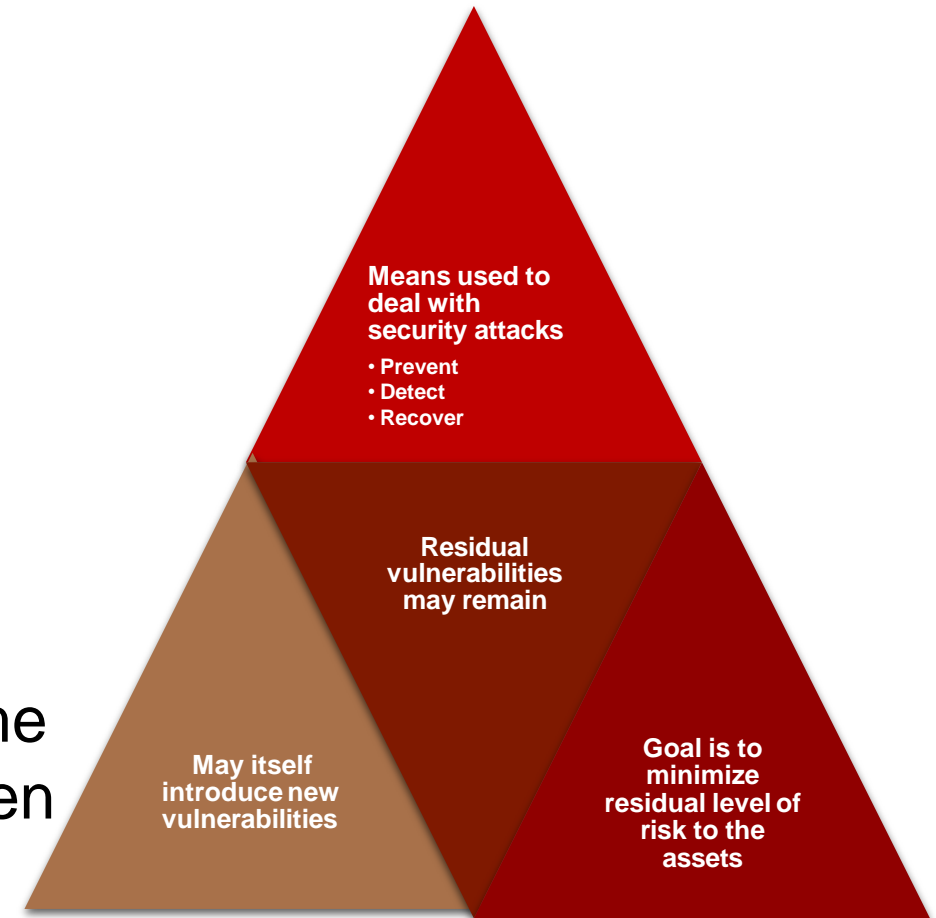 Means used to
deal with
security attacks
• Prevent
• Detect
• Recover
Residual
vulnerabilities
may remain
May itself
introduce new
vulnerabilities
Goal is to
minimize
residual level of
risk to the
assets